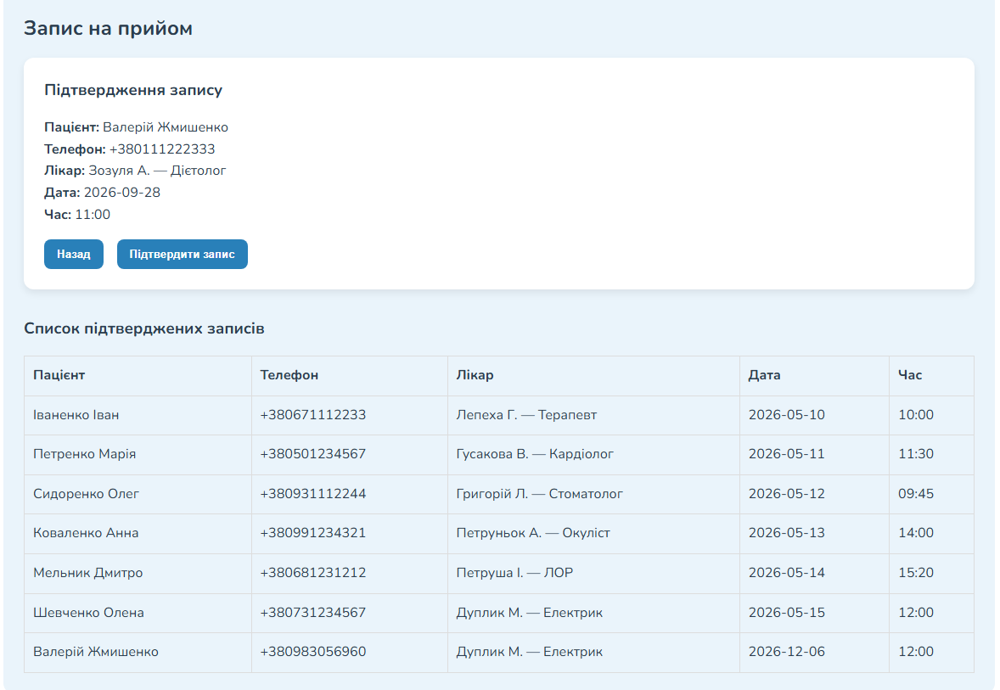 Запис на прийом
Підтвердження запису
Пацієнт: Валерій Жмишенко
Телефон: +380111222333
Лікар: Зозуля А. — Дієтолог
Дата: 2026-09-28
Час: 11:00
Назад Підтвердити запис
Список підтверджених записів
Пацієнт Телефон Лікар Дата Час
Іваненко Іван +380671112233 Лепеха Г. — Терапевт 2026-05-10 10:00
Петренко Марія +380501234567 Гусакова В. — Кардіолог 2026-05-11 11:30
Сидоренко Олег +380931112244 Григорій Л. — Стоматолог 2026-05-12 09:45
Коваленко Анна +380991234321 Петруньок А. — Окуліст 2026-05-13 14:00
Мельник Дмитро +380681231212 Петруша І. — ЛОР 2026-05-14 15:20
Шевченко Олена +380731234567 Дуплик М. — Електрик 2026-05-15 12:00
Валерій Жмишенко +380983056960 Дуплик М. — Електрик 2026-12-06 12:00